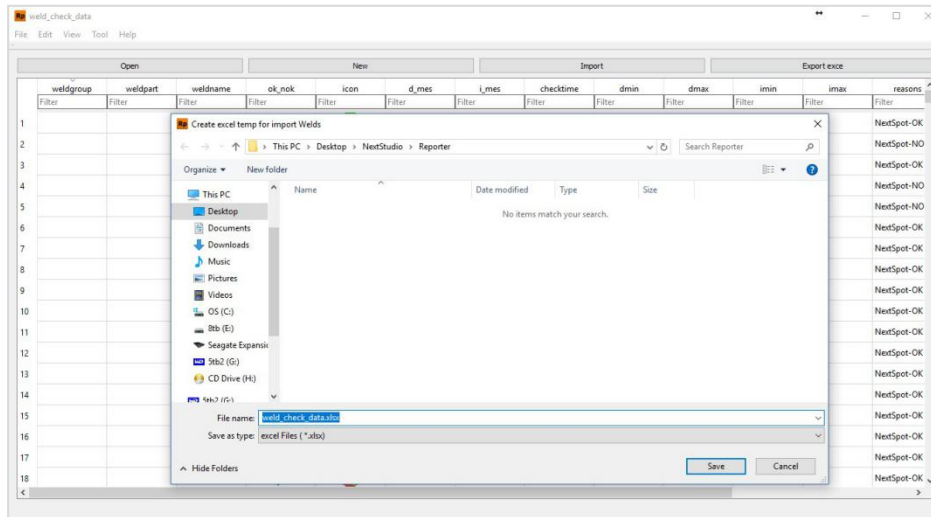 Rp weld_check_data
File Edit View Tool Help
Open New Import Export exce
weldgroup weldpart weldname ok_nok icon d_mes i_mes checktime dmin dmax imin imax reasons
Filter Filter Filter Filter Filter Filter Filter Filter Filter Filter Filter Filter Filter
Rp Create excel temp for import Welds
This PC › Desktop › NextStudio › Reporter Search Reporter
Organize New folder
Name Date modified Type Size
No items match your search.
This PC
Desktop
Documents
Downloads
Music
Pictures
Videos
OS (C:)
8tb (E:)
Seagate Expansic
5tb2 (G:)
CD Drive (H:)
5tb2 (G:)
File name: weld_check_data.xlsx
Save as type: excel Files ( *.xlsx)
Hide Folders Save Cancel
1 NextSpot-OK
2 NextSpot-NO
3 NextSpot-OK
4 NextSpot-NO
5 NextSpot-NO
6 NextSpot-OK
7 NextSpot-OK
8 NextSpot-OK
9 NextSpot-OK
10 NextSpot-OK
11 NextSpot-OK
12 NextSpot-OK
13 NextSpot-OK
14 NextSpot-OK
15 NextSpot-OK
16 NextSpot-OK
17 NextSpot-OK
18 NextSpot-OK